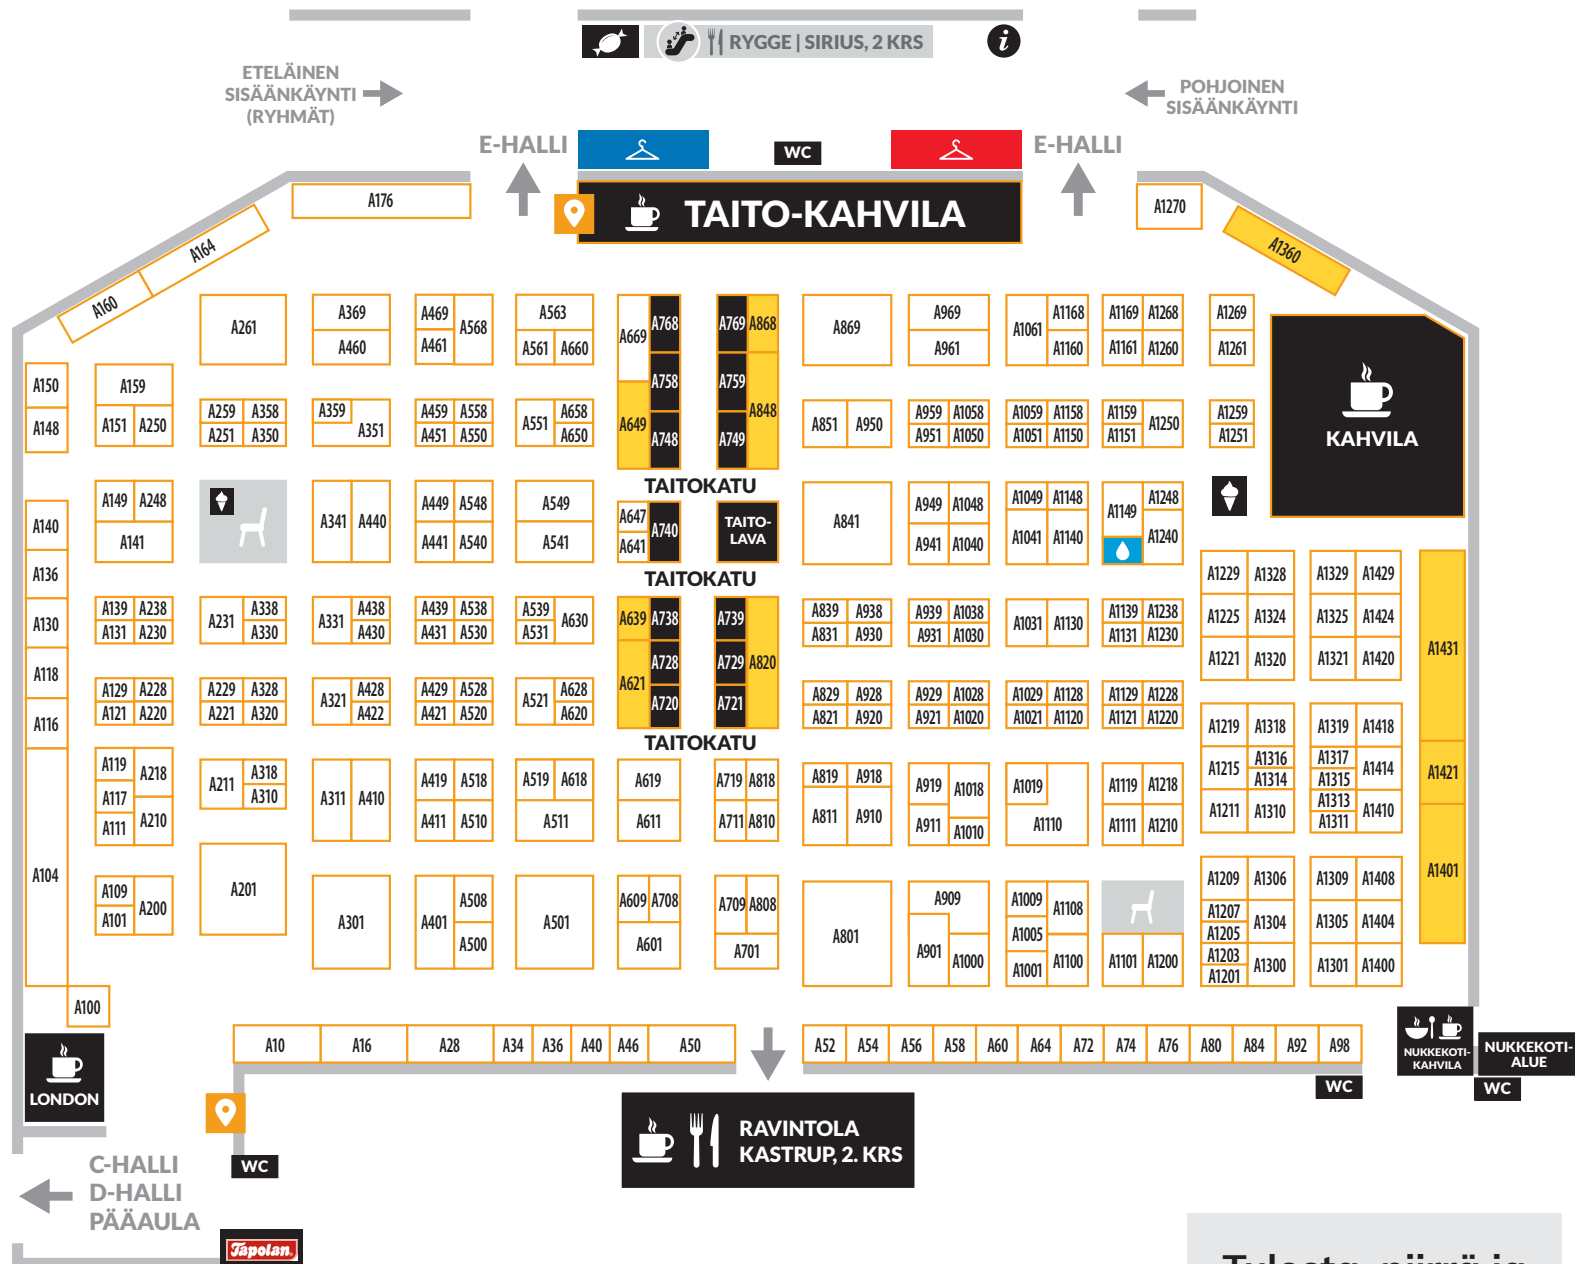 RYGGE | SIRIUS, 2 KRS
i
ETELÄINEN
SISÄÄNKÄYNTI
(RYHMÄT)
POHJOINEN
SISÄÄNKÄYNTI
E-HALLI
WC
E-HALLI
TAITO-KAHVILA
A176
A1270
A164
A160
A1360
A261
A369
A460
A469
A461
A568
A563
A561 A660
A669
A768
A769
A868
A869
A969
A961
A1061
A1168
A1160
A1169 A1268
A1161 A1260
A1269
A1261
A150
A148
A159
A151 A250
A259 A358
A251 A350
A359
A351
A459 A558
A451 A550
A551
A658
A650
A649
A758
A748
A759
A749
A848
A851 A950
A959 A1058
A951 A1050
A1059 A1158
A1051 A1150
A1159
A1151
A1250
A1259
A1251
KAHVILA
TAITOKATU
A140
A136
A149 A248
A141
A341 A440
A449 A548
A441 A540
A549
A541
A647
A641
A740
TAITO-
LAVA
A841
A949 A1048
A941 A1040
A1049 A1148
A1041 A1140
A1149
A1248
A1240
TAITOKATU
A1229 A1328
A1225 A1324
A1221 A1320
A1329 A1429
A1325 A1424
A1321 A1420
A1431
A130
A118
A116
A139 A238
A131 A230
A231
A338
A330
A331
A438
A430
A439 A538
A431 A530
A539
A531
A630
A639
A738
A739
A839 A938
A831 A930
A939 A1038
A931 A1030
A1031 A1130
A1139 A1238
A1131 A1230
A621
A728
A720
A729
A721
A820
A129 A228
A121 A220
A229 A328
A221 A320
A321
A428
A422
A429 A528
A421 A520
A521
A628
A620
A829 A928
A821 A920
A929 A1028
A921 A1020
A1029 A1128
A1021 A1120
A1129 A1228
A1121 A1220
TAITOKATU
A1219 A1318
A1215
A1316
A1314
A1211 A1310
A1319 A1418
A1317
A1315
A1414
A1313
A1311
A1410
A1421
A1401
A104
A119
A117
A111
A218
A210
A211
A318
A310
A311 A410
A419 A518
A411 A510
A519 A618
A511
A619
A611
A719 A818
A711 A810
A819 A918
A811 A910
A919
A911
A1018
A1010
A1019
A1110
A1119 A1218
A1111 A1210
A109
A101
A200
A201
A301
A401
A508
A500
A501
A609 A708
A601
A709 A808
A701
A801
A909
A901
A1000
A1009
A1005
A1001
A1108
A1100
A1101 A1200
A1209 A1306
A1207
A1205
A1304
A1203
A1201
A1300
A1309 A1408
A1305 A1404
A1301 A1400
A100
A10 A16 A28 A34 A36 A40 A46 A50
A52 A54 A56 A58 A60 A64 A72 A74 A76 A80 A84 A92 A98
LONDON
NUKKEKOTI-
KAHVILA
NUKKEKOTI-
ALUE
WC
WC
RAVINTOLA
KASTRUP, 2. KRS
WC
C-HALLI
D-HALLI
PÄÄAULA
Tapolan